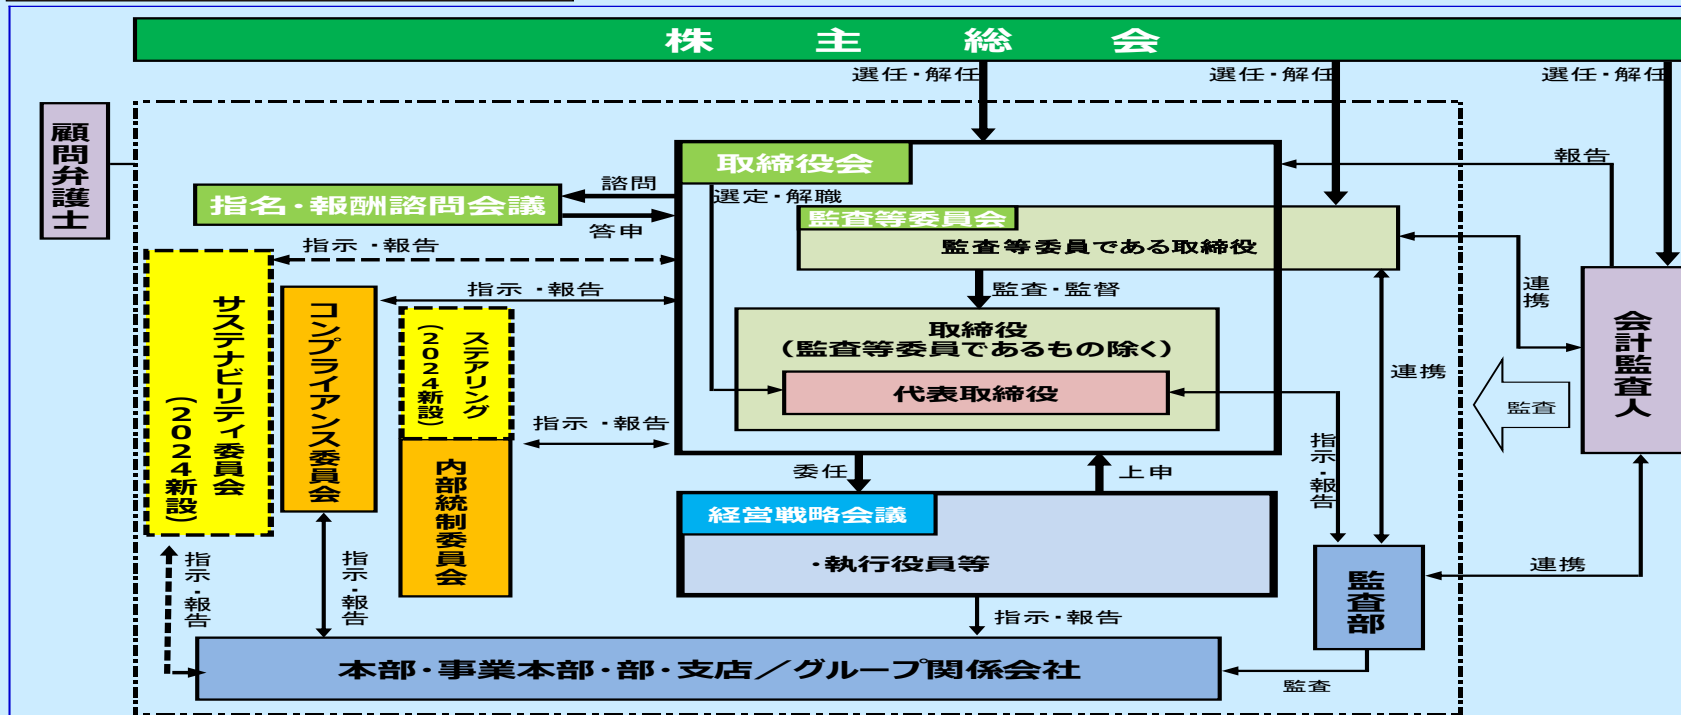 株主総会
選任・解任
選任・解任
選任・解任
顧問弁護士
取締役会
報告
諮問
選定・解職
指名・報酬諮問会議
監査等委員会
答申
監査等委員である取締役
指示・報告
連携
指示・報告
監査・監督
サステナビリティ委員会
(2024新設)
コンプライアンス委員会
ステアリング
(2024新設)
取締役
(監査等委員であるもの除く)
会計監査人
連携
代表取締役
監査
指示・報告
指示・報告
内部統制委員会
委任
上申
経営戦略会議
・執行役員等
指示・報告
指示・報告
監査部
連携
指示・報告
本部・事業本部・部・支店／グループ関係会社
監査